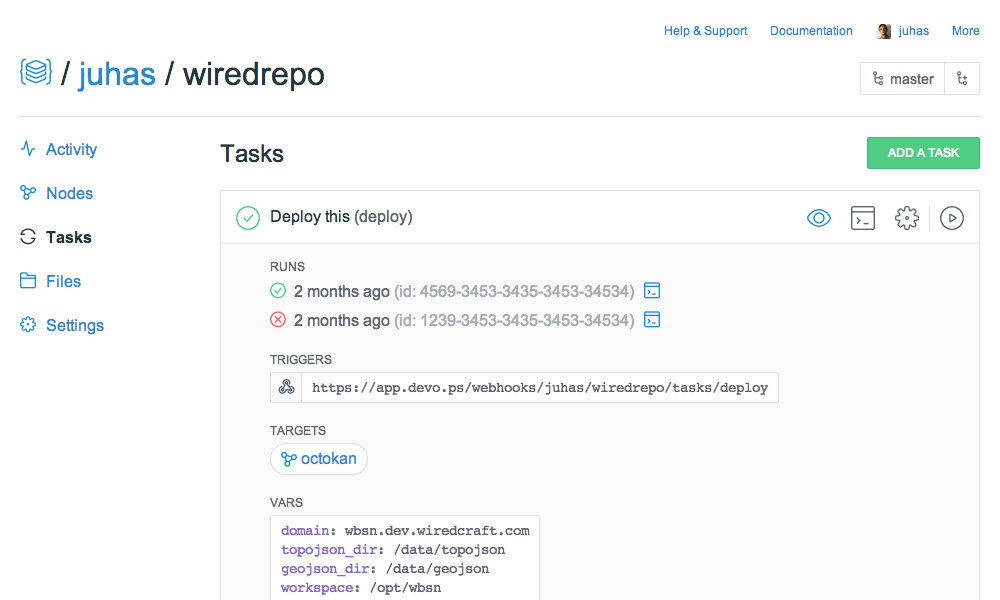 Help & Support Documentation juhas More
/ juhas / wiredrepo
master
Activity
Nodes
Tasks
Files
Settings
Tasks
ADD A TASK
Deploy this (deploy)
RUNS
2 months ago (id: 4569-3453-3435-3453-34534)
2 months ago (id: 1239-3453-3435-3453-34534)
TRIGGERS
https://app.devo.ps/webhooks/juhas/wiredrepo/tasks/deploy
TARGETS
octokan
VARS
domain: wbsn.dev.wiredcraft.com
topojson_dir: /data/topojson
geojson_dir: /data/geojson
workspace: /opt/wbsn